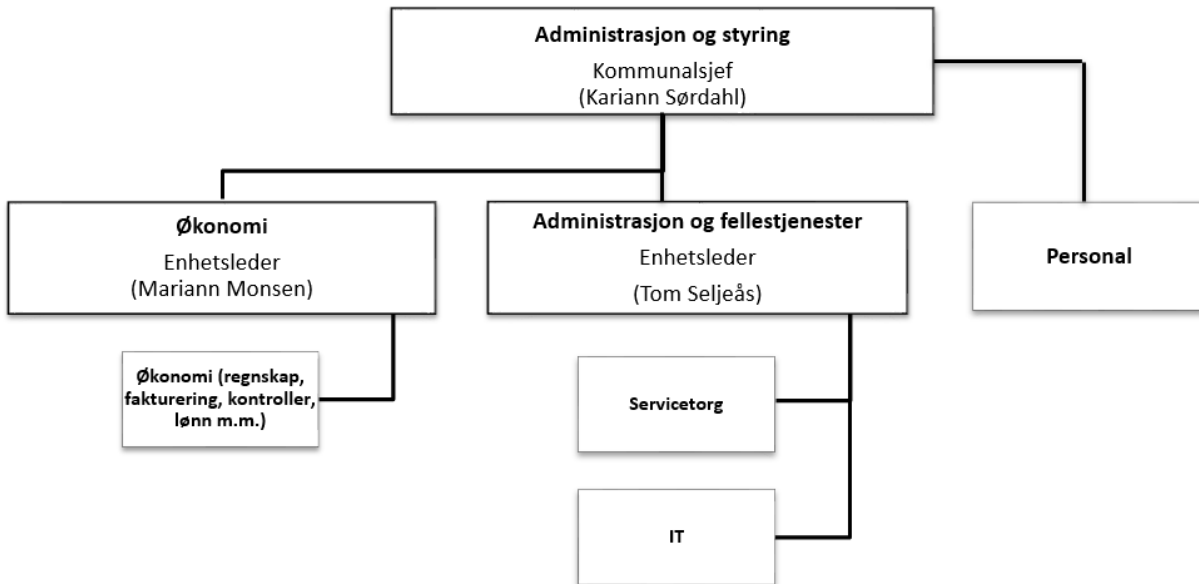 Administrasjon og styring
Kommunalsjef
(Kariann Sørdahl)
Økonomi
Enhetsleder
(Mariann Monsen)
Administrasjon og fellestjenester
Enhetsleder
(Tom Seljeås)
Personal
Økonomi (regnskap,
fakturering, kontroller,
lønn m.m.)
Servicetorg
IT